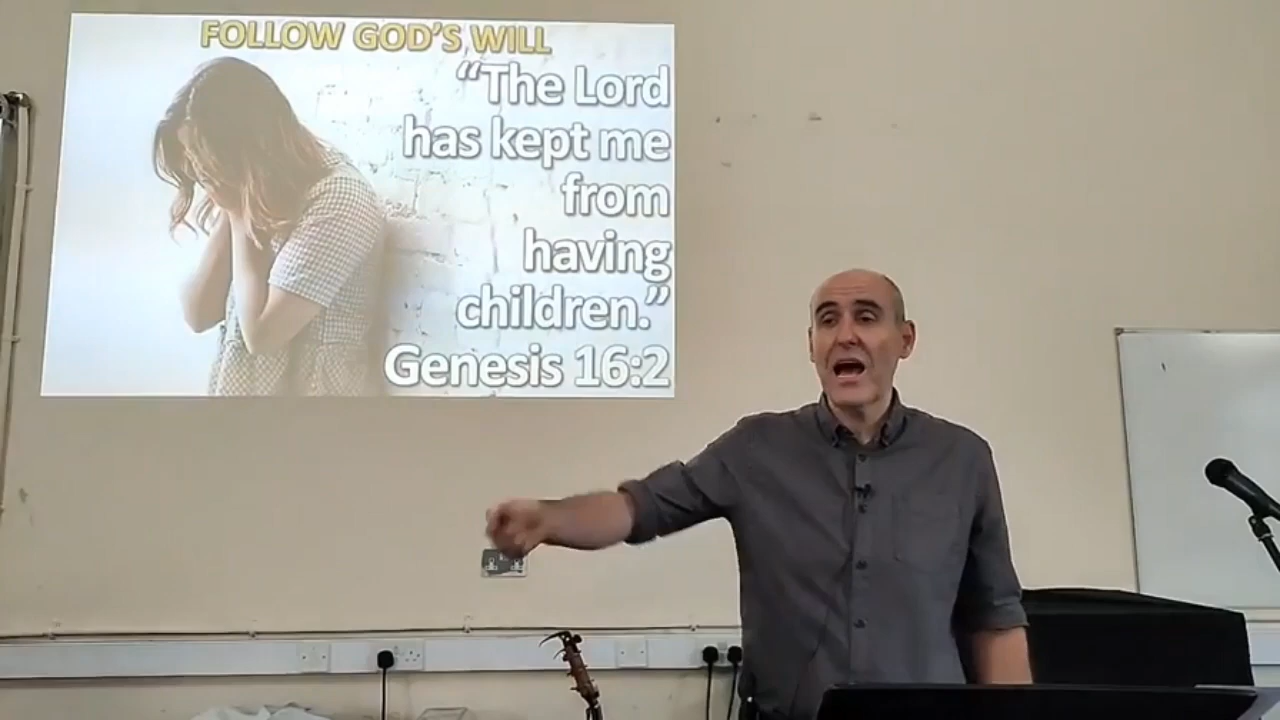 FOLLOW GOD'S WILL
“The Lord
has kept me
from
having
children.”
Genesis 16:2